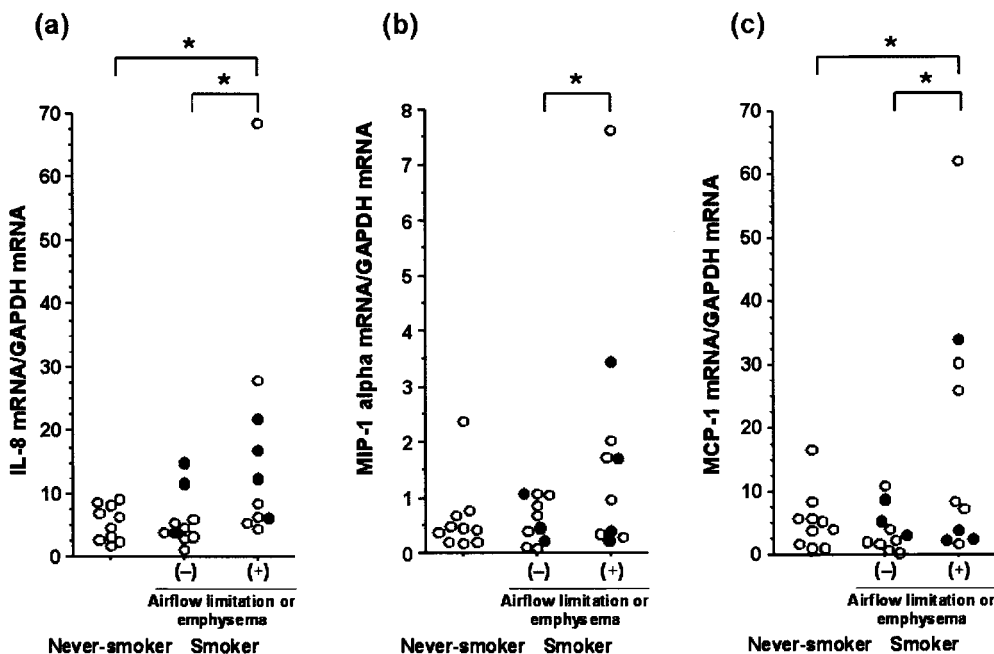 (a)
*
*
IL-8 mRNA/GAPDH mRNA
70
60
50
40
30
20
10
0
(–)
(+)
Airflow limitation or
emphysema
Never-smoker Smoker
(b)
*
MIP-1 alpha mRNA/GAPDH mRNA
8
7
6
5
4
3
2
1
0
(–)
(+)
Airflow limitation or
emphysema
Never-smoker Smoker
(c)
*
*
MCP-1 mRNA/GAPDH mRNA
70
60
50
40
30
20
10
0
(–)
(+)
Airflow limitation or
emphysema
Never-smoker Smoker